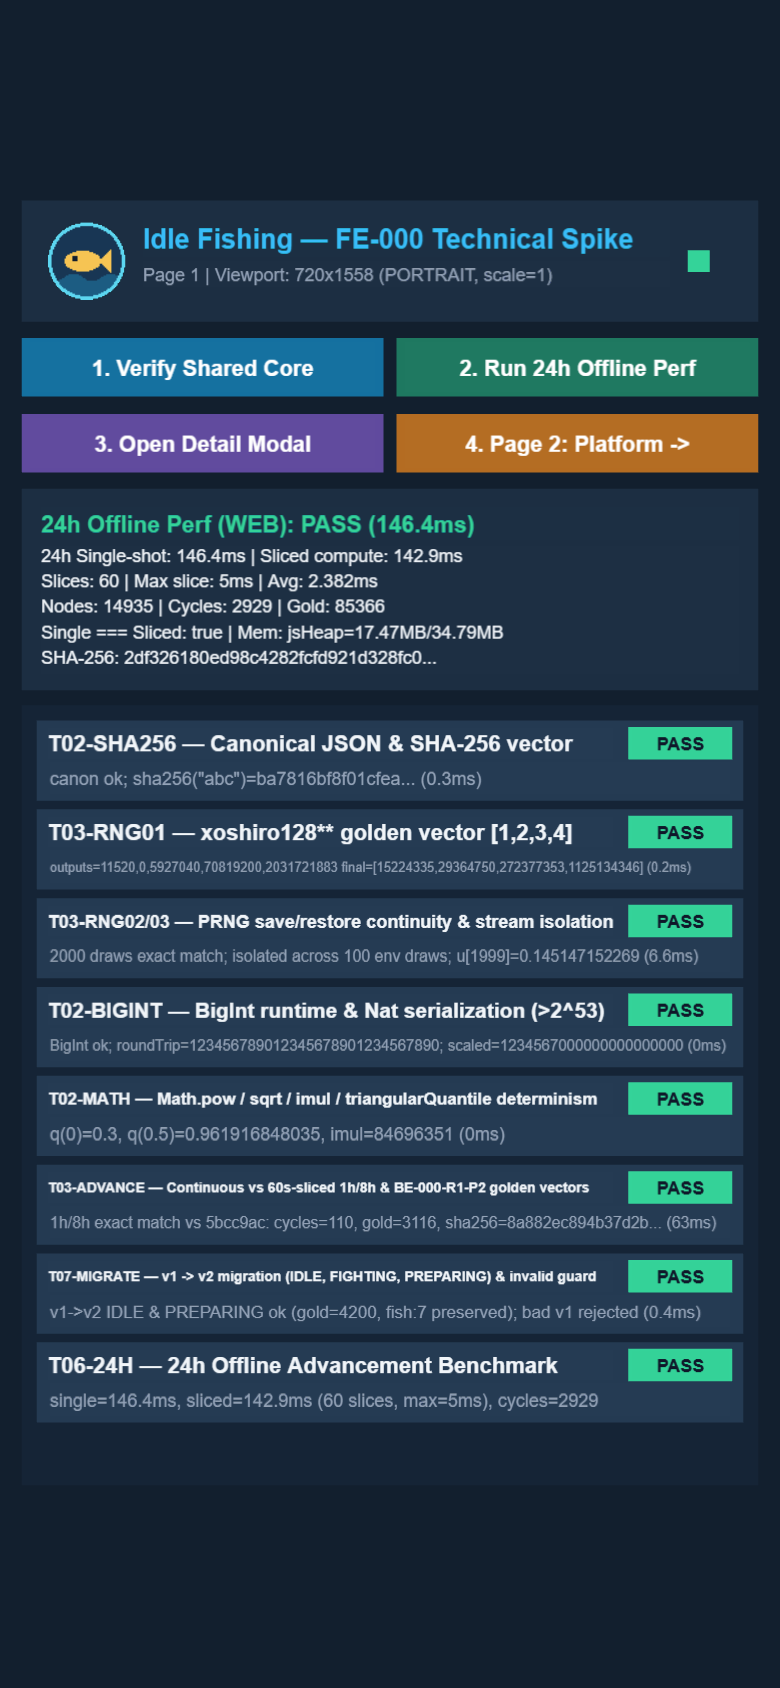 Idle Fishing — FE-000 Technical Spike
Page 1 | Viewport: 720x1558 (PORTRAIT, scale=1)
1. Verify Shared Core
2. Run 24h Offline Perf
3. Open Detail Modal
4. Page 2: Platform ->
24h Offline Perf (WEB): PASS (146.4ms)
24h Single-shot: 146.4ms | Sliced compute: 142.9ms
Slices: 60 | Max slice: 5ms | Avg: 2.382ms
Nodes: 14935 | Cycles: 2929 | Gold: 85366
Single === Sliced: true | Mem: jsHeap=17.47MB/34.79MB
SHA-256: 2df326180ed98c4282fcfd921d328fc0...
T02-SHA256 — Canonical JSON & SHA-256 vector
PASS
canon ok; sha256("abc")=ba7816bf8f01cfea... (0.3ms)
T03-RNG01 — xoshiro128** golden vector [1,2,3,4]
PASS
outputs=11520,0,5927040,70819200,2031721883 final=[15224335,29364750,272377353,1125134346] (0.2ms)
T03-RNG02/03 — PRNG save/restore continuity & stream isolation
PASS
2000 draws exact match; isolated across 100 env draws; u[1999]=0.145147152269 (6.6ms)
T02-BIGINT — BigInt runtime & Nat serialization (>2^53)
PASS
BigInt ok; roundTrip=123456789012345678901234567890; scaled=1234567000000000000000 (0ms)
T02-MATH — Math.pow / sqrt / imul / triangularQuantile determinism
PASS
q(0)=0.3, q(0.5)=0.961916848035, imul=84696351 (0ms)
T03-ADVANCE — Continuous vs 60s-sliced 1h/8h & BE-000-R1-P2 golden vectors
PASS
1h/8h exact match vs 5bcc9ac: cycles=110, gold=3116, sha256=8a882ec894b37d2b... (63ms)
T07-MIGRATE — v1 -> v2 migration (IDLE, FIGHTING, PREPARING) & invalid guard
PASS
v1->v2 IDLE & PREPARING ok (gold=4200, fish:7 preserved); bad v1 rejected (0.4ms)
T06-24H — 24h Offline Advancement Benchmark
PASS
single=146.4ms, sliced=142.9ms (60 slices, max=5ms), cycles=2929